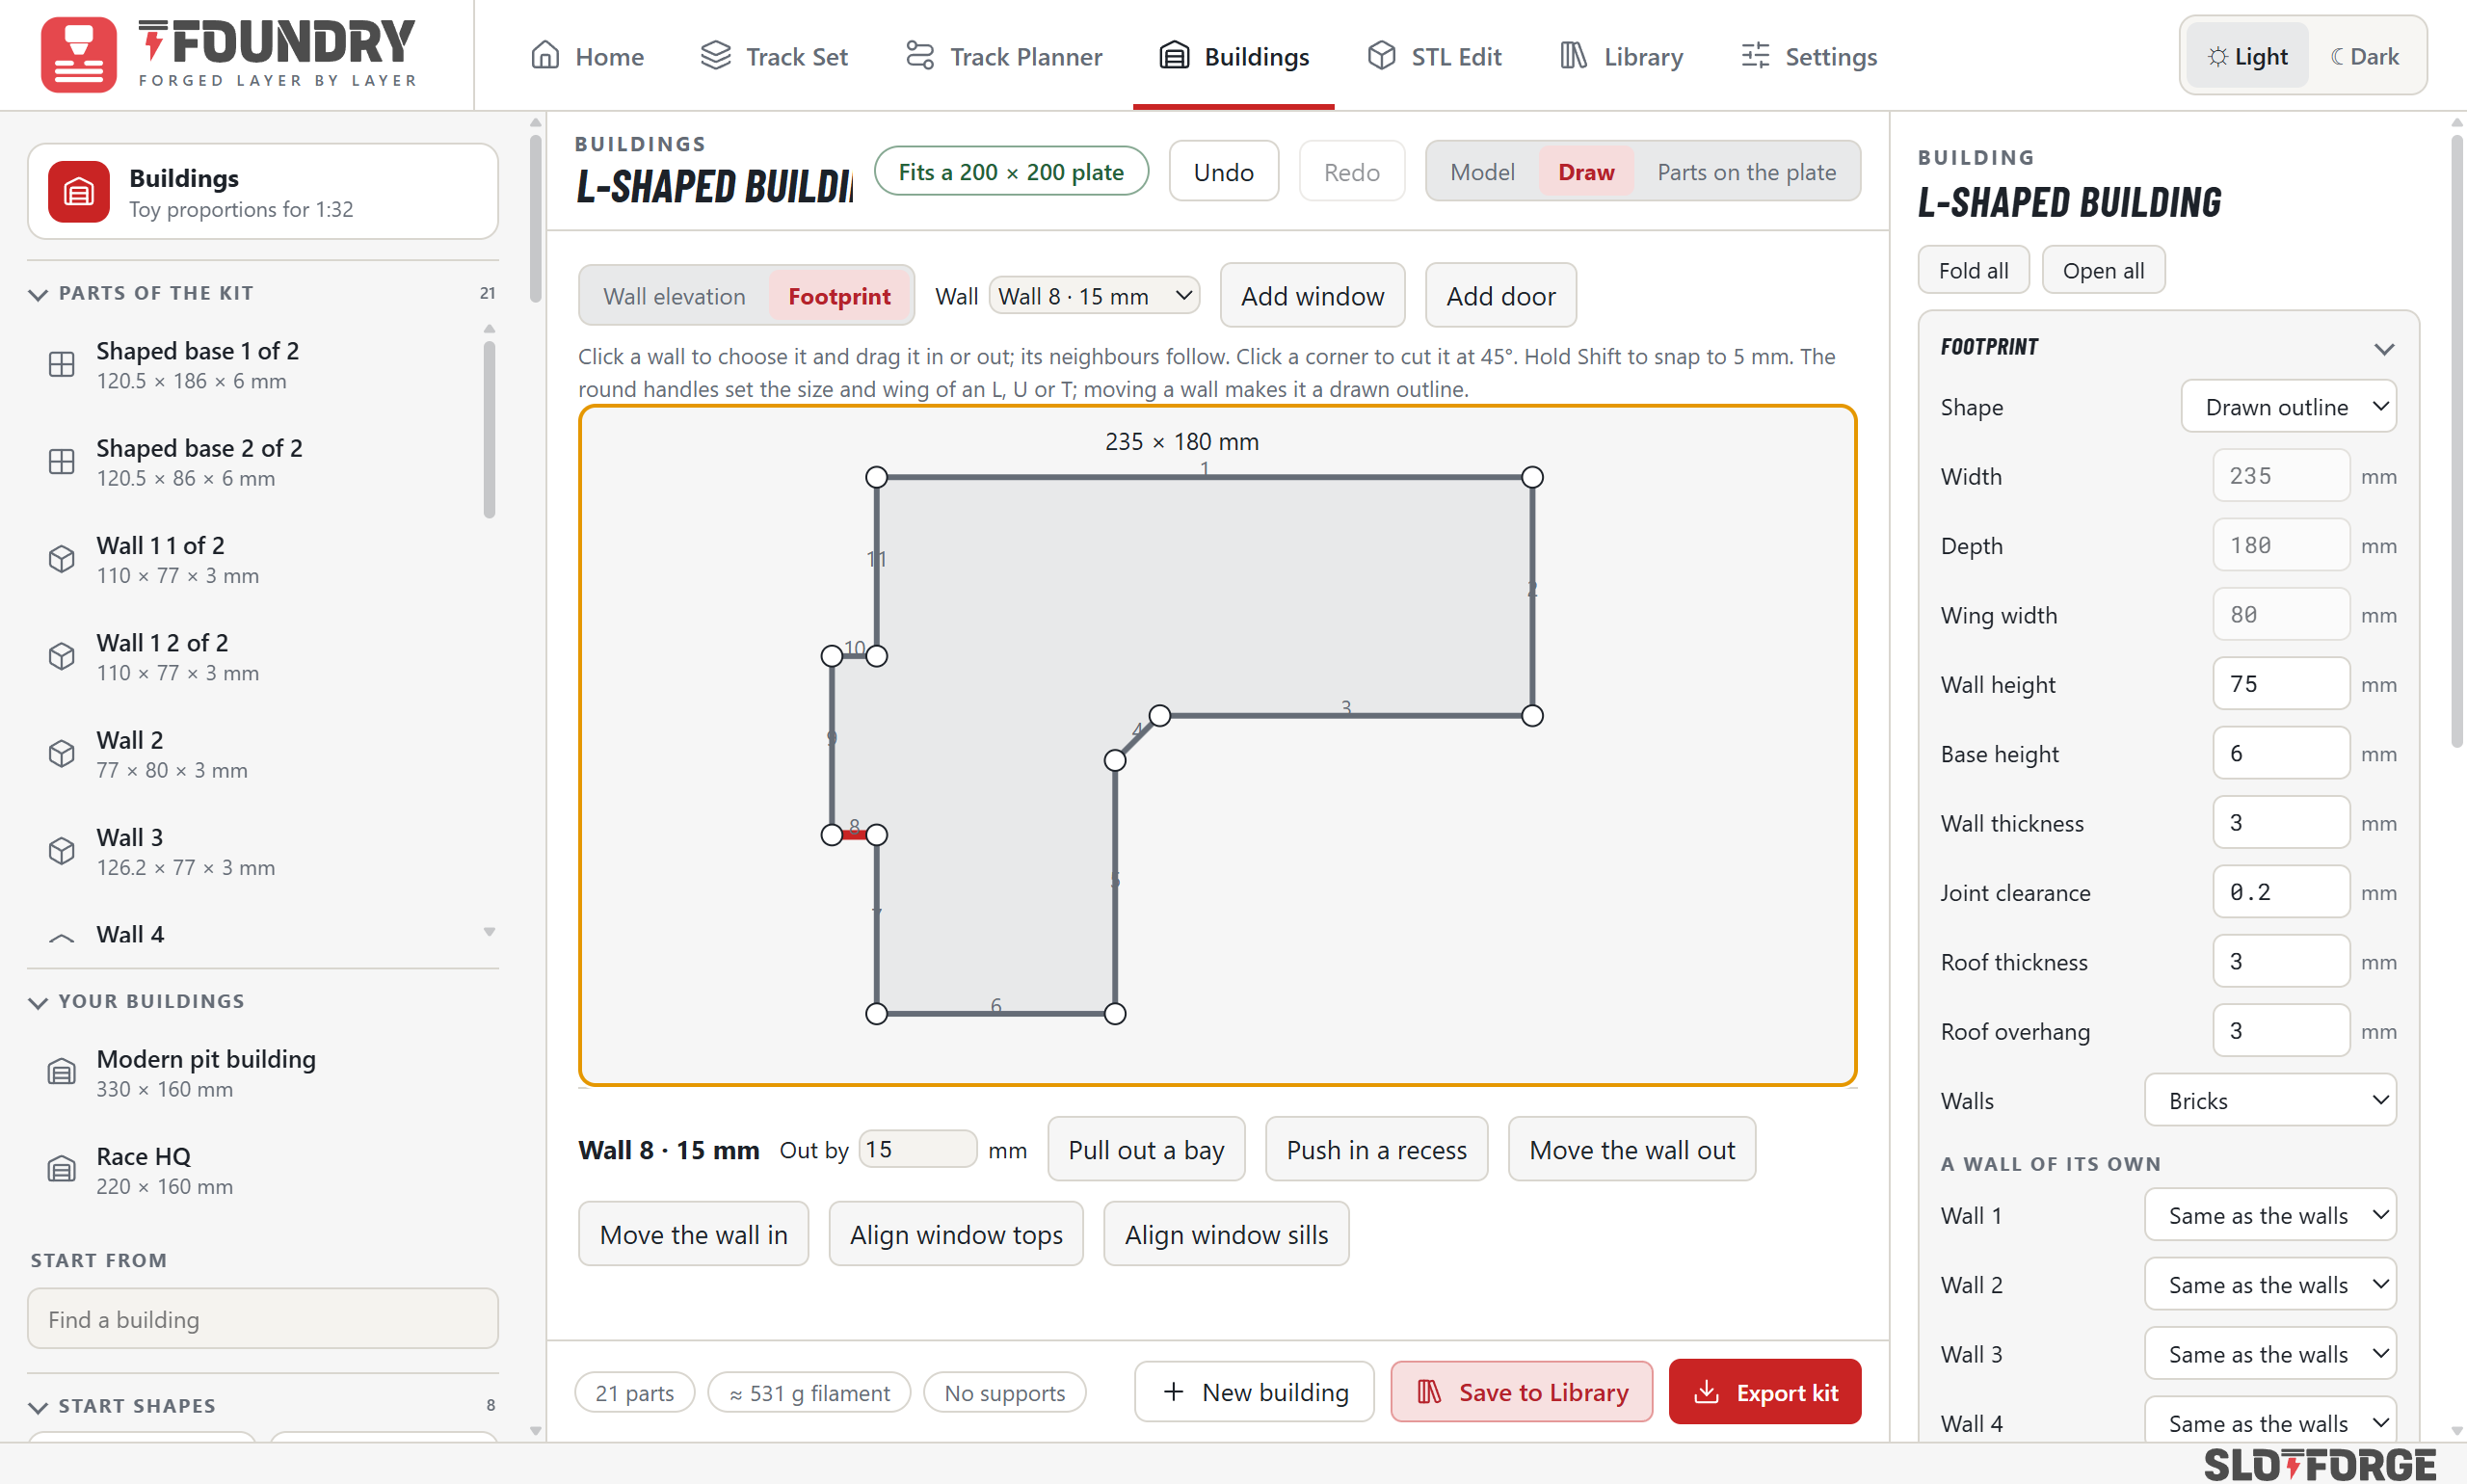 FOUNDRY
FORGED LAYER BY LAYER
Home
Track Set
Track Planner
Buildings
STL Edit
Library
Settings
Light
Dark
Buildings
Toy proportions for 1:32
PARTS OF THE KIT
21
Shaped base 1 of 2
120.5 × 186 × 6 mm
Shaped base 2 of 2
120.5 × 86 × 6 mm
Wall 1 1 of 2
110 × 77 × 3 mm
Wall 1 2 of 2
110 × 77 × 3 mm
Wall 2
77 × 80 × 3 mm
Wall 3
126.2 × 77 × 3 mm
Wall 4
YOUR BUILDINGS
Modern pit building
330 × 160 mm
Race HQ
220 × 160 mm
START FROM
Find a building
START SHAPES
8
BUILDINGS
L-SHAPED BUILDI
Fits a 200 × 200 plate
Undo
Redo
Model
Draw
Parts on the plate
Wall elevation
Footprint
Wall
Wall 8 · 15 mm
Add window
Add door
Click a wall to choose it and drag it in or out; its neighbours follow. Click a corner to cut it at 45°. Hold Shift to snap to 5 mm. The
round handles set the size and wing of an L, U or T; moving a wall makes it a drawn outline.
235 × 180 mm
1
11
2
10
3
4
9
8
5
7
6
Wall 8 · 15 mm
Out by
15
mm
Pull out a bay
Push in a recess
Move the wall out
Move the wall in
Align window tops
Align window sills
21 parts
≈ 531 g filament
No supports
New building
Save to Library
Export kit
BUILDING
L-SHAPED BUILDING
Fold all
Open all
FOOTPRINT
Shape
Drawn outline
Width
235
mm
Depth
180
mm
Wing width
80
mm
Wall height
75
mm
Base height
6
mm
Wall thickness
3
mm
Joint clearance
0.2
mm
Roof thickness
3
mm
Roof overhang
3
mm
Walls
Bricks
A WALL OF ITS OWN
Wall 1
Same as the walls
Wall 2
Same as the walls
Wall 3
Same as the walls
Wall 4
Same as the walls
SLOTFORGE